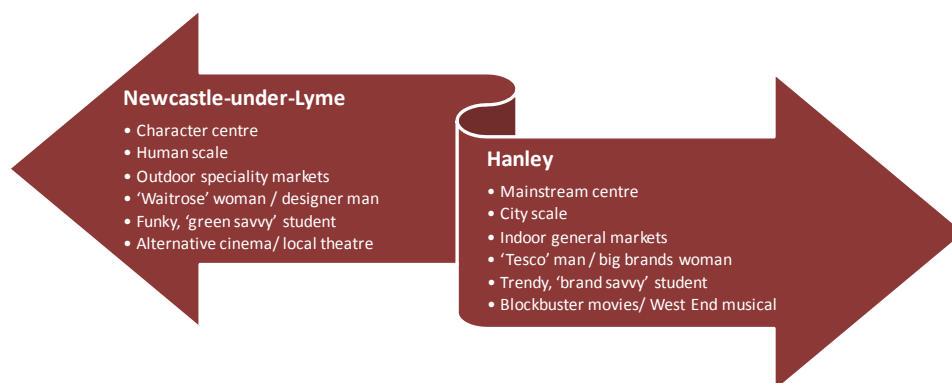 Newcastle-under-Lyme
• Character centre
• Human scale
• Outdoor speciality markets
• ‘Waitrose’ woman / designer man
• Funky, ‘green savvy’ student
• Alternative cinema/ local theatre
Hanley
• Mainstream centre
• City scale
• Indoor general markets
• ‘Tesco’ man / big brands woman
• Trendy, ‘brand savvy’ student
• Blockbuster movies/ West End musical